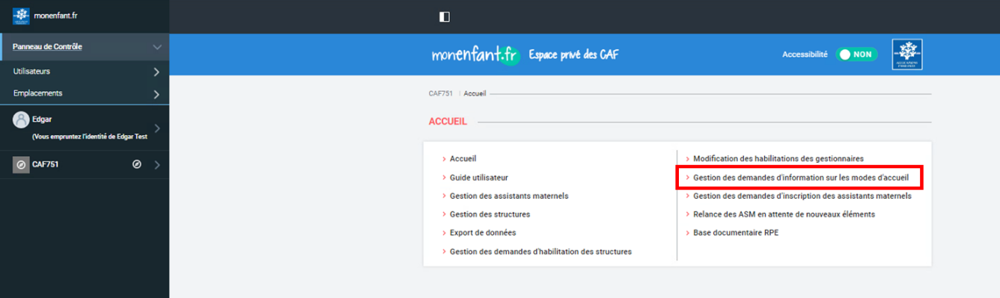 monenfant.fr
Panneau de Contrôle
Utilisateurs
Emplacements
Edgar
(Vous empruntez l'identité de Edgar Test
CAF751
monenfant.fr Espace privé des CAF
Accessibilité NON
ALLOCATIONS
FAMILIALES
CAF751 Accueil
ACCUEIL
Accueil
Guide utilisateur
Gestion des assistants maternels
Gestion des structures
Export de données
Gestion des demandes d'habilitation des structures
Modification des habilitations des gestionnaires
Gestion des demandes d'information sur les modes d'accueil
Gestion des demandes d'inscription des assistants maternels
Relance des ASM en attente de nouveaux éléments
Base documentaire RPE